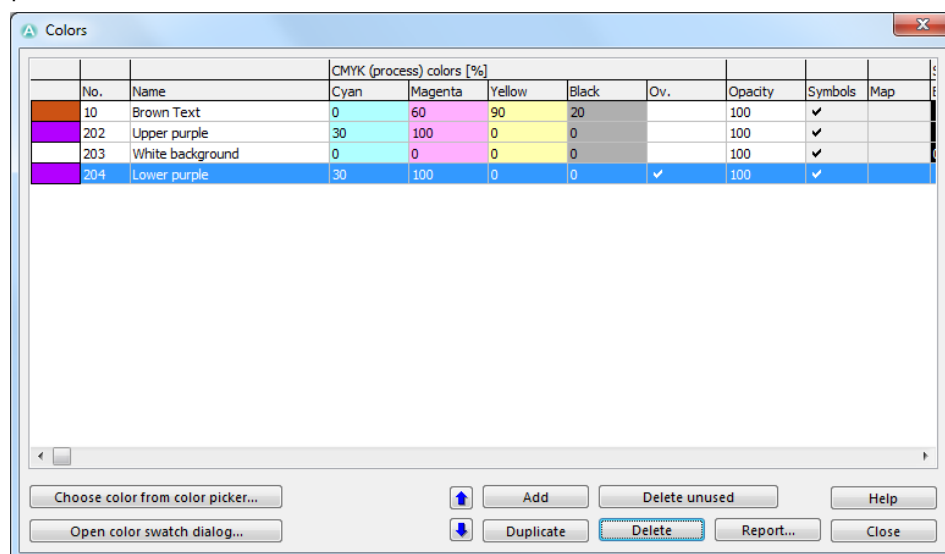 Colors
CMYK (process) colors [%]
No. Name Cyan Magenta Yellow Black Ov. Opacity Symbols Map
10 Brown Text 0 60 90 20 100
202 Upper purple 30 100 0 0 100
203 White background 0 0 0 0 100
204 Lower purple 30 100 0 0 100
Choose color from color picker... Add Delete unused Help
Open color swatch dialog... Duplicate Delete Report... Close